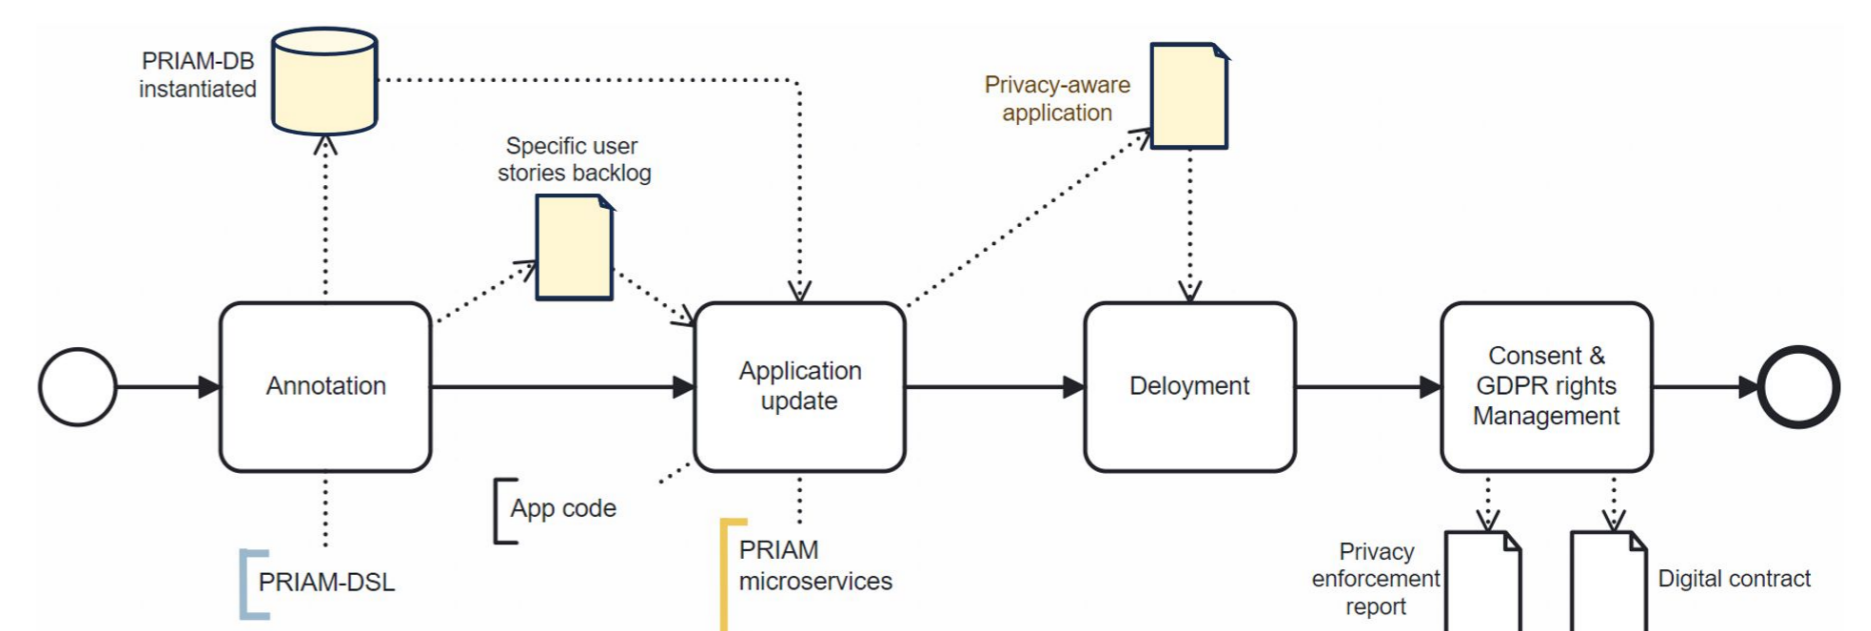 PRIAM-DB
instantiated
Specific user
stories backlog
Privacy-aware
application
Annotation
Application
update
Deloyment
Consent &
GDPR rights
Management
App code
PRIAM-DSL
PRIAM
microservices
Privacy
enforcement
report
Digital contract